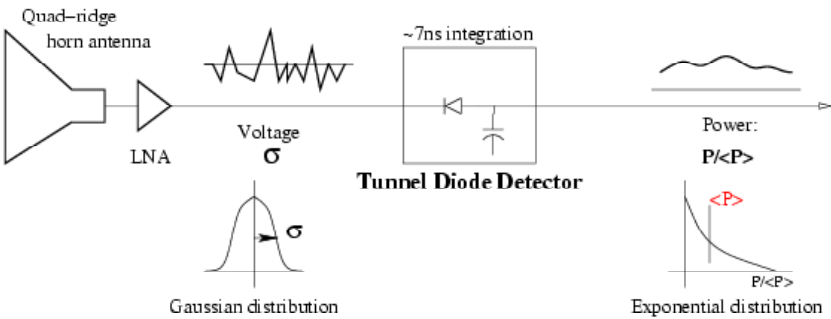 Quad–ridge
horn antenna
~7ns integration
LNA
Voltage
σ
Tunnel Diode Detector
Power:
P/<P>
σ
<P>
P/<P>
Gaussian distribution
Exponential distribution